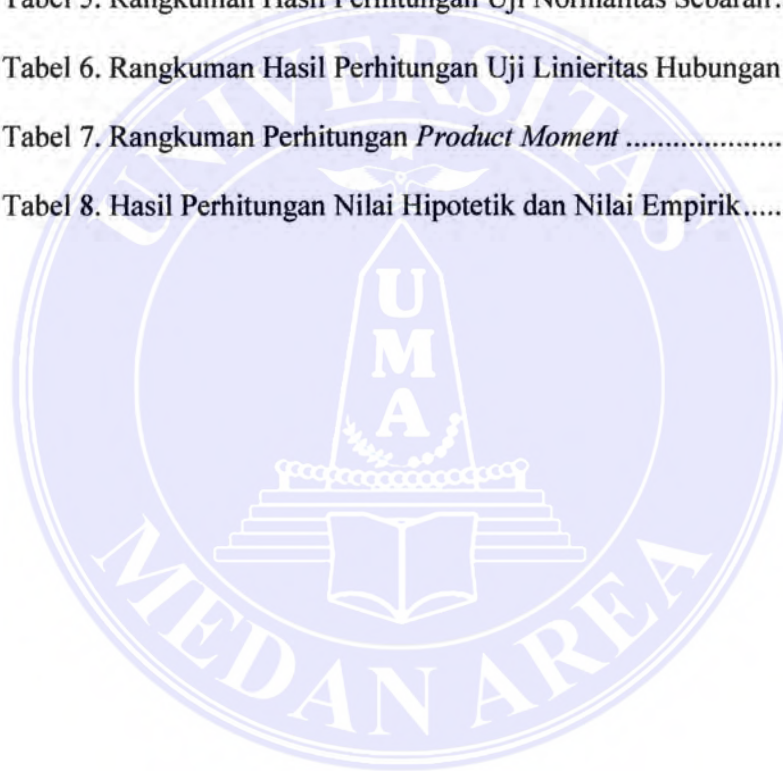 Tabel 5. Rangkuman Hasil Perhitungan Uji Normalitas Sebaran.
Tabel 6. Rangkuman Hasil Perhitungan Uji Linieritas Hubungan
Tabel 7. Rangkuman Perhitungan Product Moment .....................
Tabel 8. Hasil Perhitungan Nilai Hipotetik dan Nilai Empirik.....
UNIVERSITAS
U
M
A
MEDAN AREA